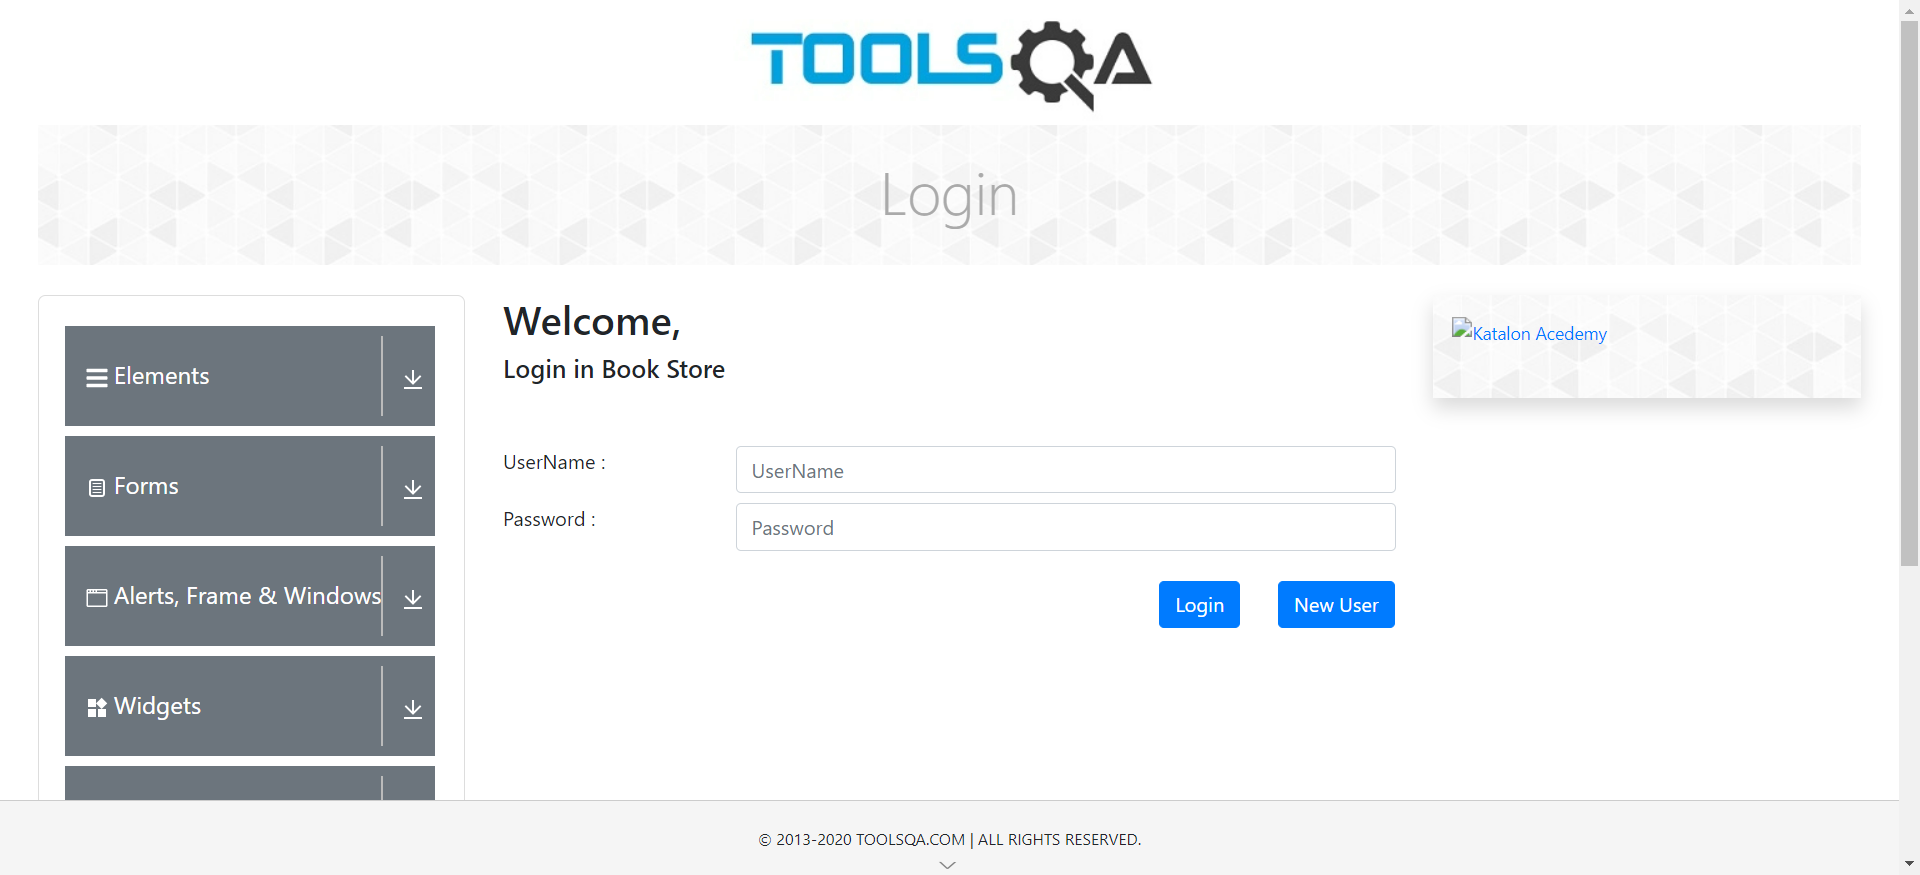 TOOLSQA
Login
Elements
Forms
Alerts, Frame & Windows
Widgets
Welcome,
Login in Book Store
UserName :
UserName
Password :
Password
Login
New User
Katalon Acedemy
© 2013-2020 TOOLSQA.COM | ALL RIGHTS RESERVED.